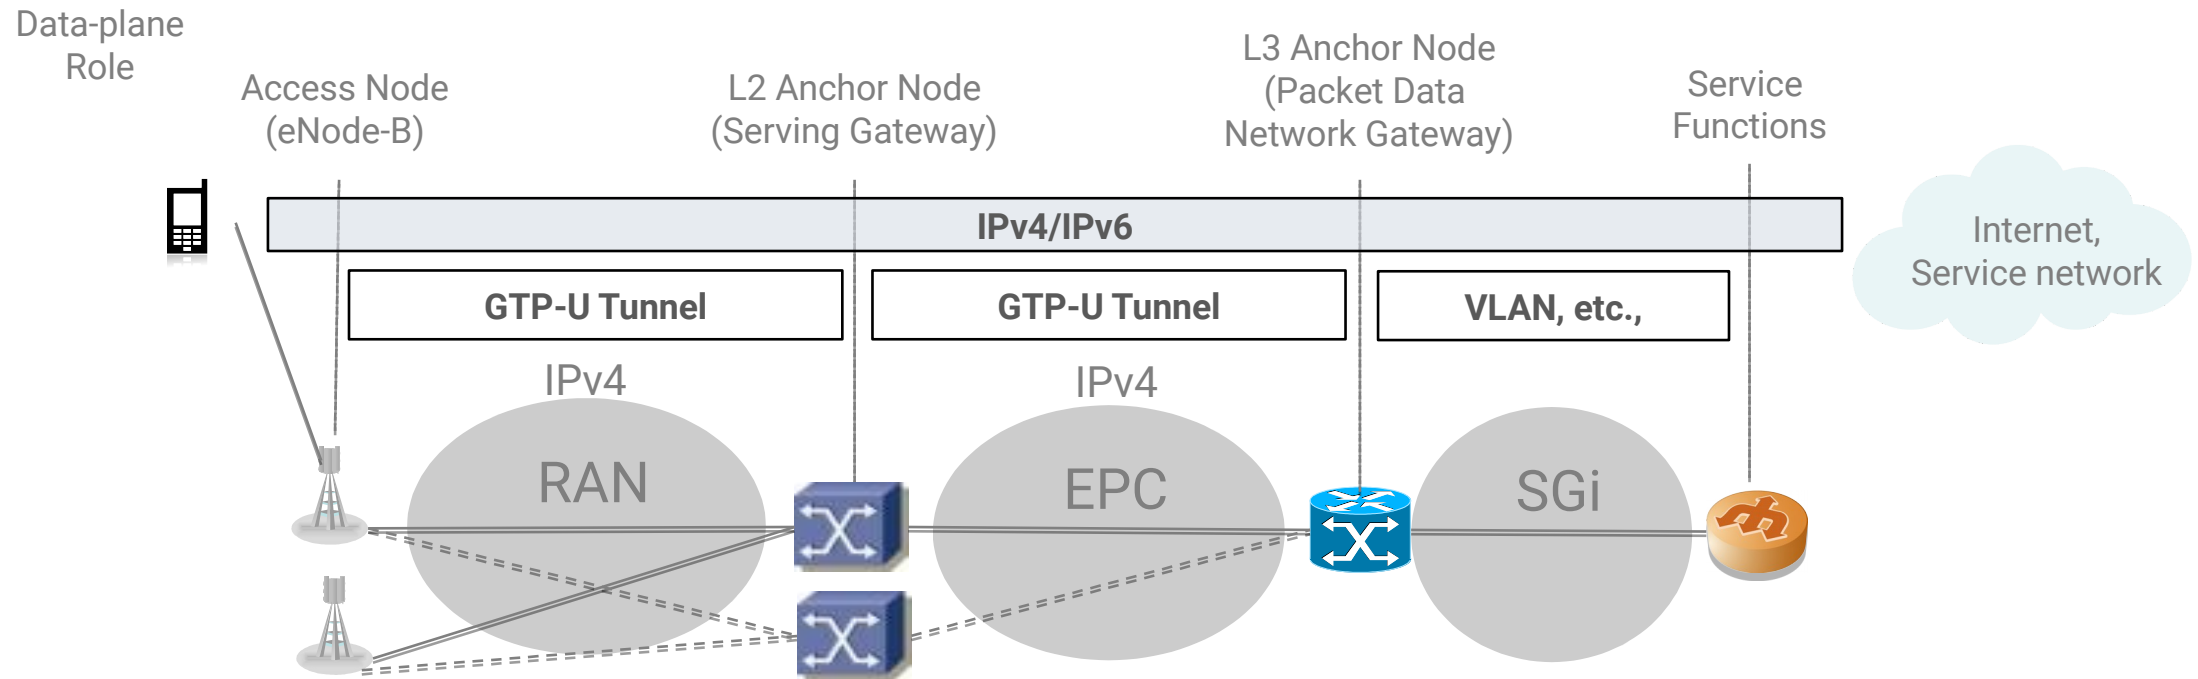 Data-plane
Role
Access Node
(eNode-B)
L2 Anchor Node
(Serving Gateway)
L3 Anchor Node
(Packet Data
Network Gateway)
Service
Functions
IPv4/IPv6
Internet,
Service network
GTP-U Tunnel
GTP-U Tunnel
VLAN, etc.,
IPv4
IPv4
RAN
EPC
SGi